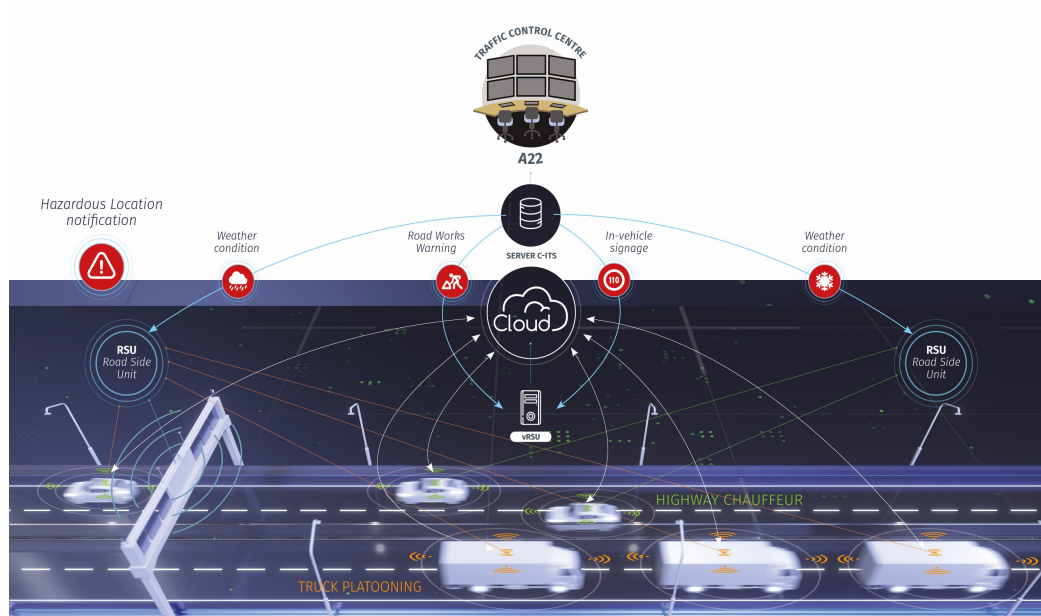 TRAFFIC CONTROL CENTRE
A22
Hazardous Location
notification
Weather
condition
Road Works
Warning
In-vehicle
signage
Weather
condition
SERVER C-ITS
110
Cloud
RSU
Road Side
Unit
RSU
Road Side
Unit
vRSU
HIGHWAY CHAUFFEUR
TRUCK PLATOONING